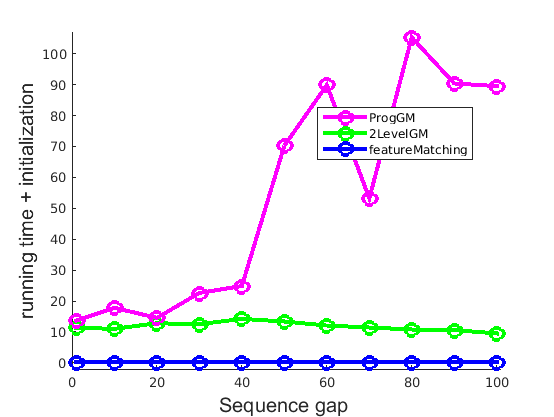 running time + initialization
100
90
80
70
60
50
40
30
20
10
0
ProgGM
2LevelGM
featureMatching
0 20 40 60 80 100
Sequence gap